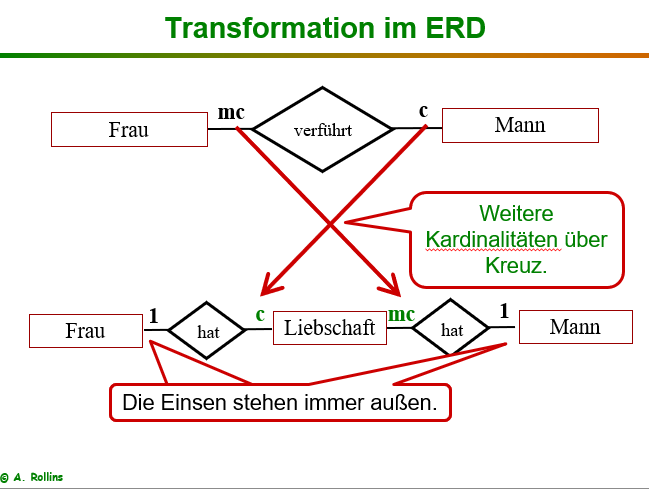 Transformation im ERD
Frau
mc
verführt
c
Mann
Weitere
Kardinalitäten über
Kreuz.
Frau
1
hat
c
Liebschaft
mc
hat
1
Mann
Die Einsen stehen immer außen.
© A. Rollins